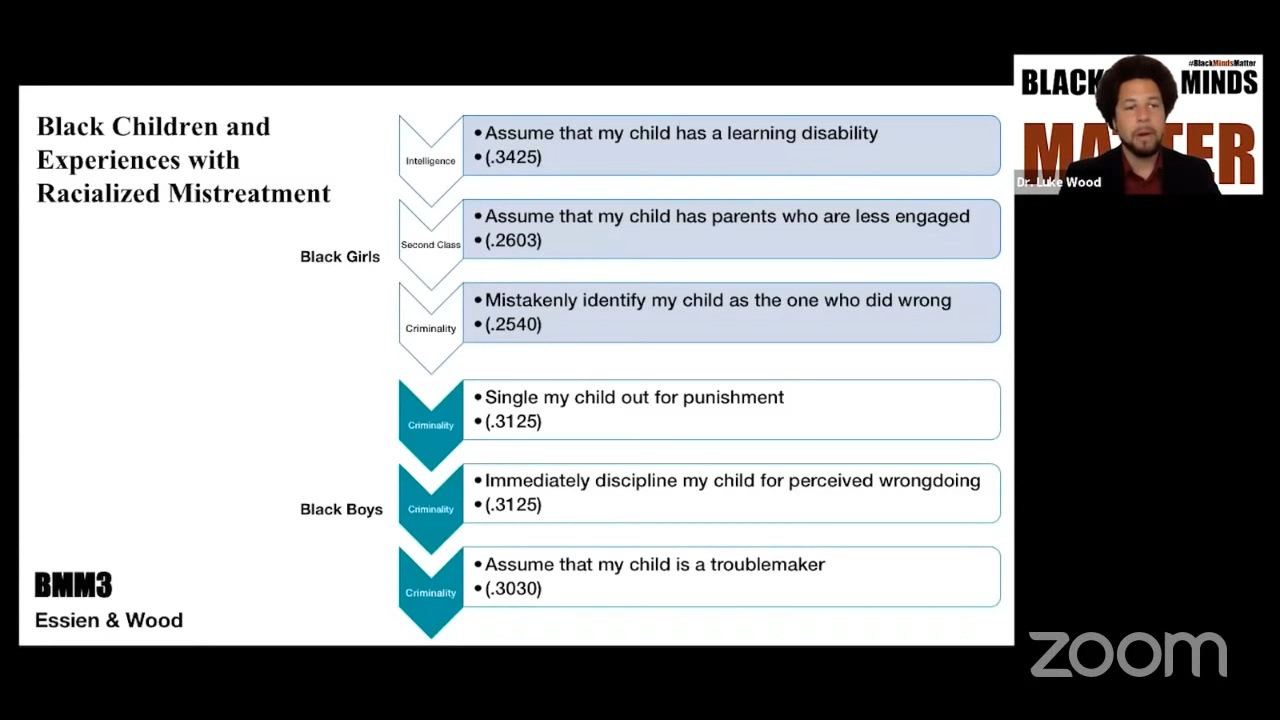 Black Children and
Experiences with
Racialized Mistreatment
Black Girls
Intelligence
• Assume that my child has a learning disability
• (.3425)
Second Class
• Assume that my child has parents who are less engaged
• (.2603)
Criminality
• Mistakenly identify my child as the one who did wrong
• (.2540)
Black Boys
Criminality
• Single my child out for punishment
• (.3125)
Criminality
• Immediately discipline my child for perceived wrongdoing
• (.3125)
Criminality
• Assume that my child is a troublemaker
• (.3030)
BMM3
Essien & Wood
#BlackMindsMatter
BLACK MINDS
Dr. Luke Wood
zoom